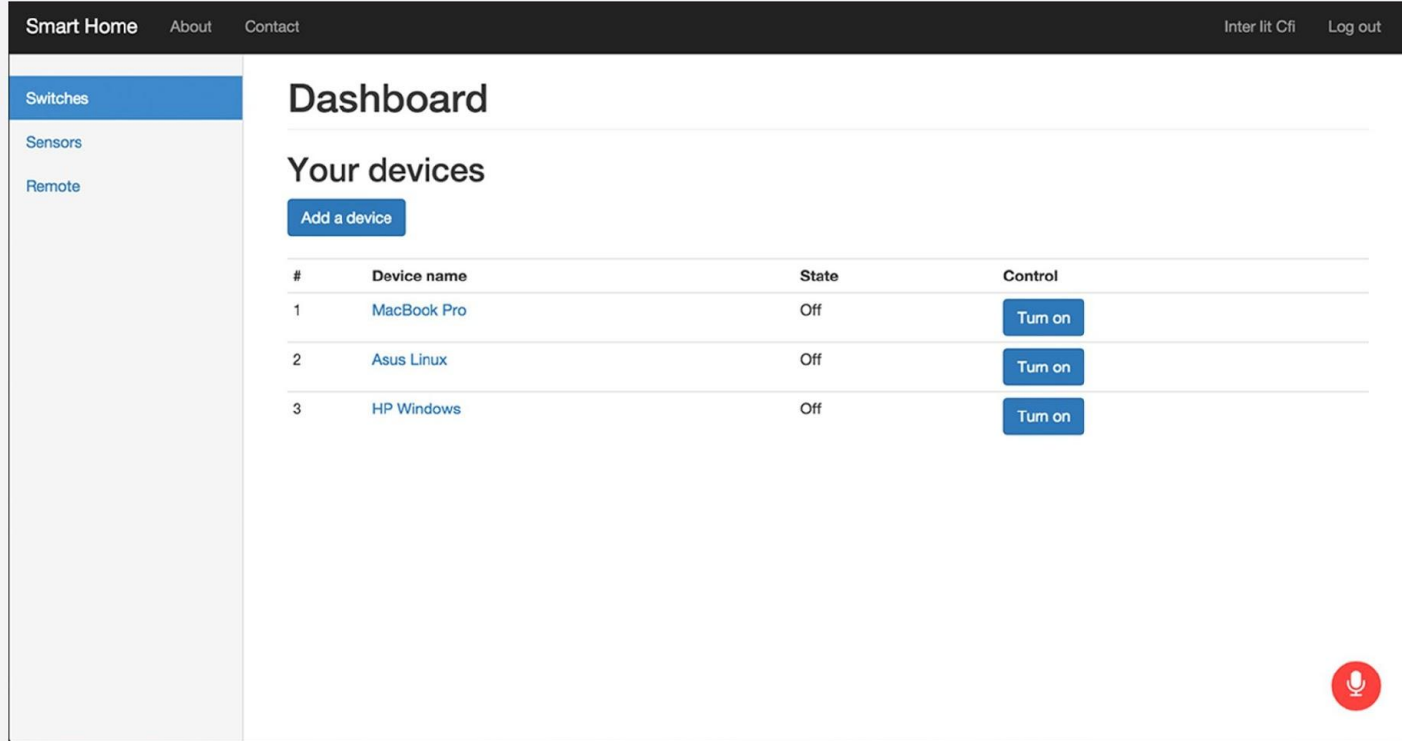 Smart Home About Contact Inter Iit Cfi Log out
Switches
Sensors
Remote
Dashboard
Your devices
Add a device
# Device name State Control
1 MacBook Pro Off Turn on
2 Asus Linux Off Turn on
3 HP Windows Off Turn on